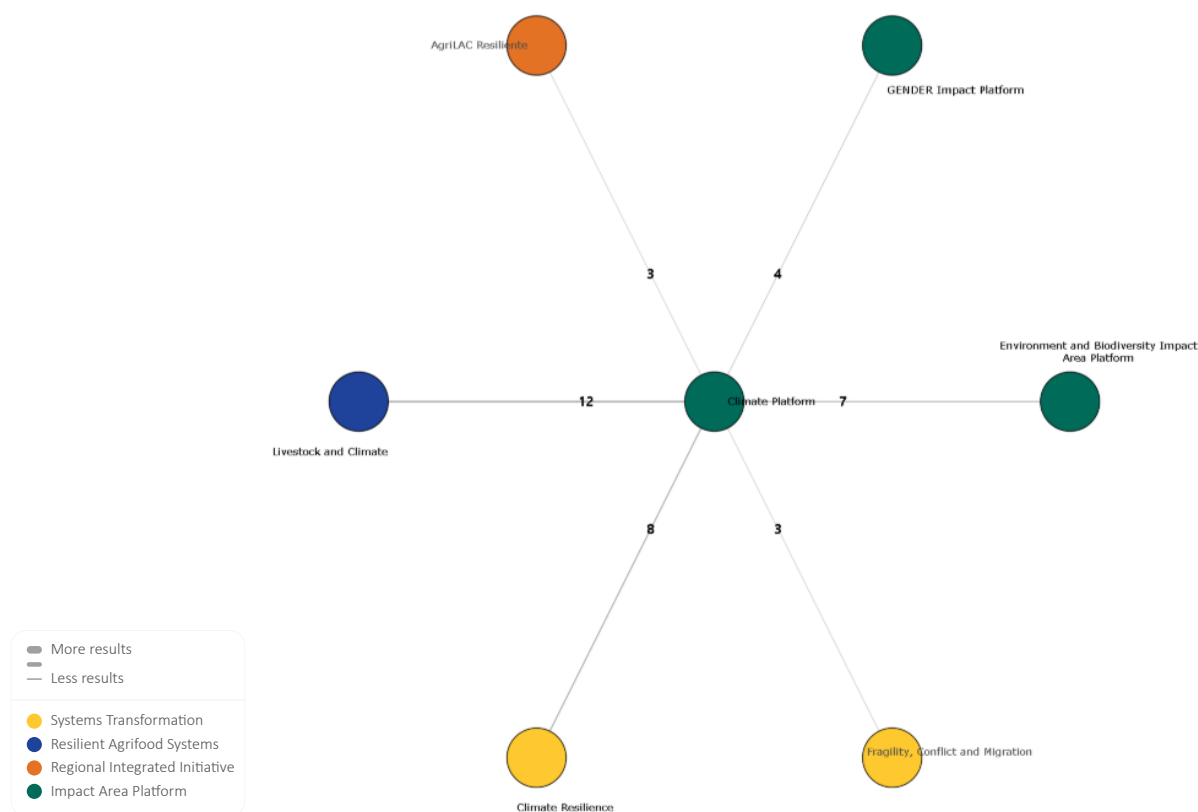 AgriLAC Resiliente
GENDER Impact Platform
3
4
Environment and Biodiversity Impact
Area Platform
12
Climate Platform
7
Livestock and Climate
8
3
More results
Less results
Systems Transformation
Resilient Agrifood Systems
Regional Integrated Initiative
Impact Area Platform
Fragility, Conflict and Migration
Climate Resilience